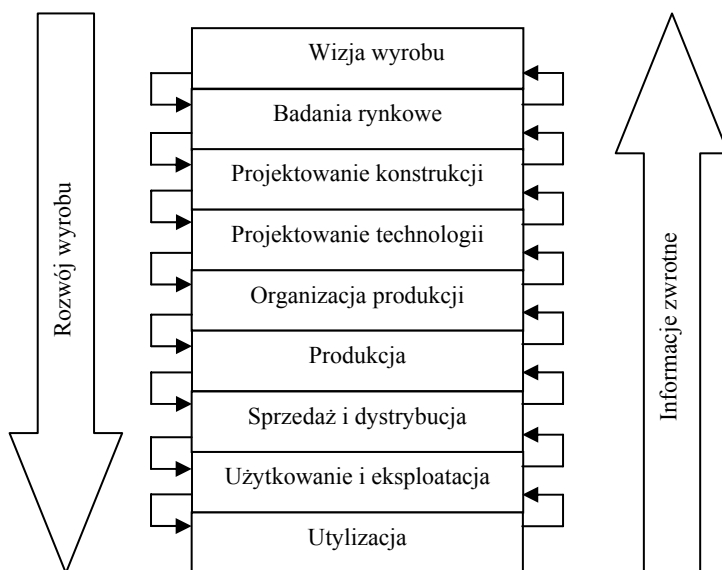 Wizja wyrobu
Badania rynkowe
Projektowanie konstrukcji
Projektowanie technologii
Organizacja produkcji
Produkcja
Sprzedaż i dystrybucja
Użytkowanie i eksploatacja
Utylizacja
Rozwój wyrobu
Informacje zwrotne